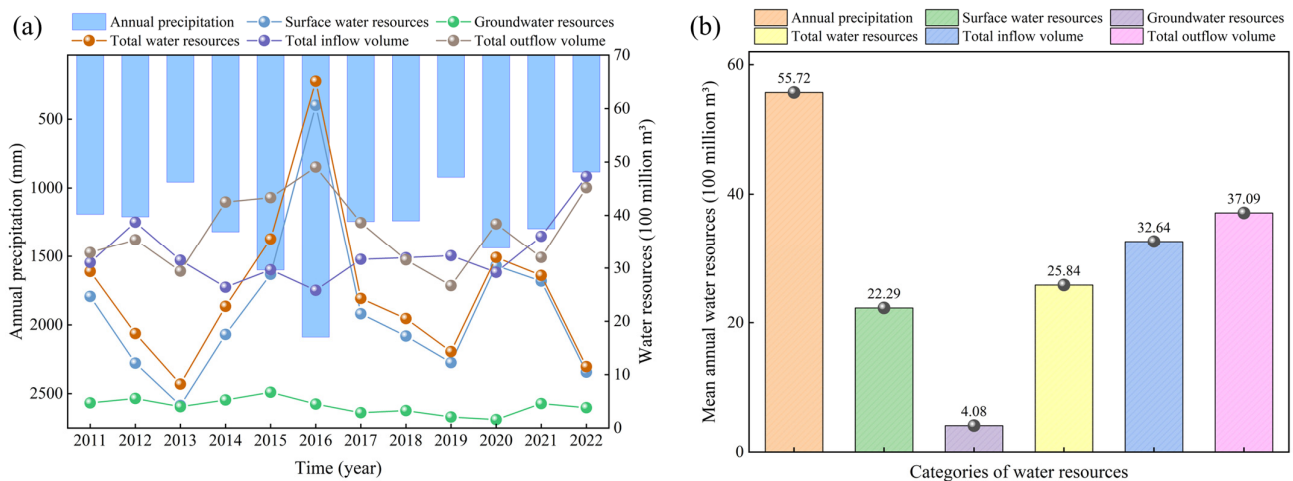 (a)
Annual precipitation
Surface water resources
Groundwater resources
Total water resources
Total inflow volume
Total outflow volume
Annual precipitation (mm)
500
1000
1500
2000
2500
70
60
50
40
30
20
10
0
Water resources (100 million m³)
2011 2012 2013 2014 2015 2016 2017 2018 2019 2020 2021 2022
Time (year)
(b)
Annual precipitation
Surface water resources
Groundwater resources
Total water resources
Total inflow volume
Total outflow volume
Mean annual water resources (100 million m³)
60
40
20
0
55.72
22.29
4.08
25.84
32.64
37.09
Categories of water resources